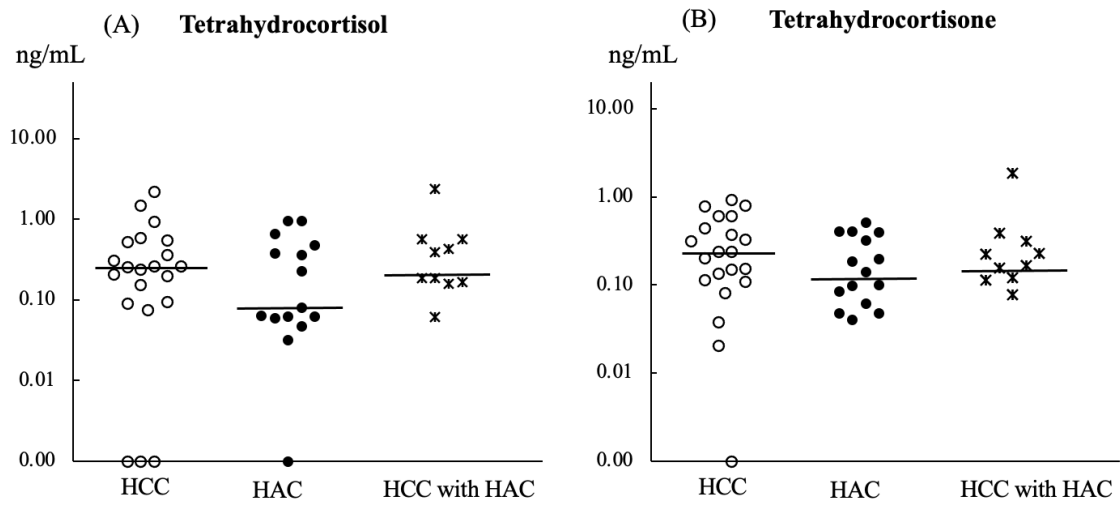 (A) Tetrahydrocortisol
ng/mL
10.00
1.00
0.10
0.01
0.00
HCC HAC HCC with HAC
(B) Tetrahydrocortisone
ng/mL
10.00
1.00
0.10
0.01
0.00
HCC HAC HCC with HAC